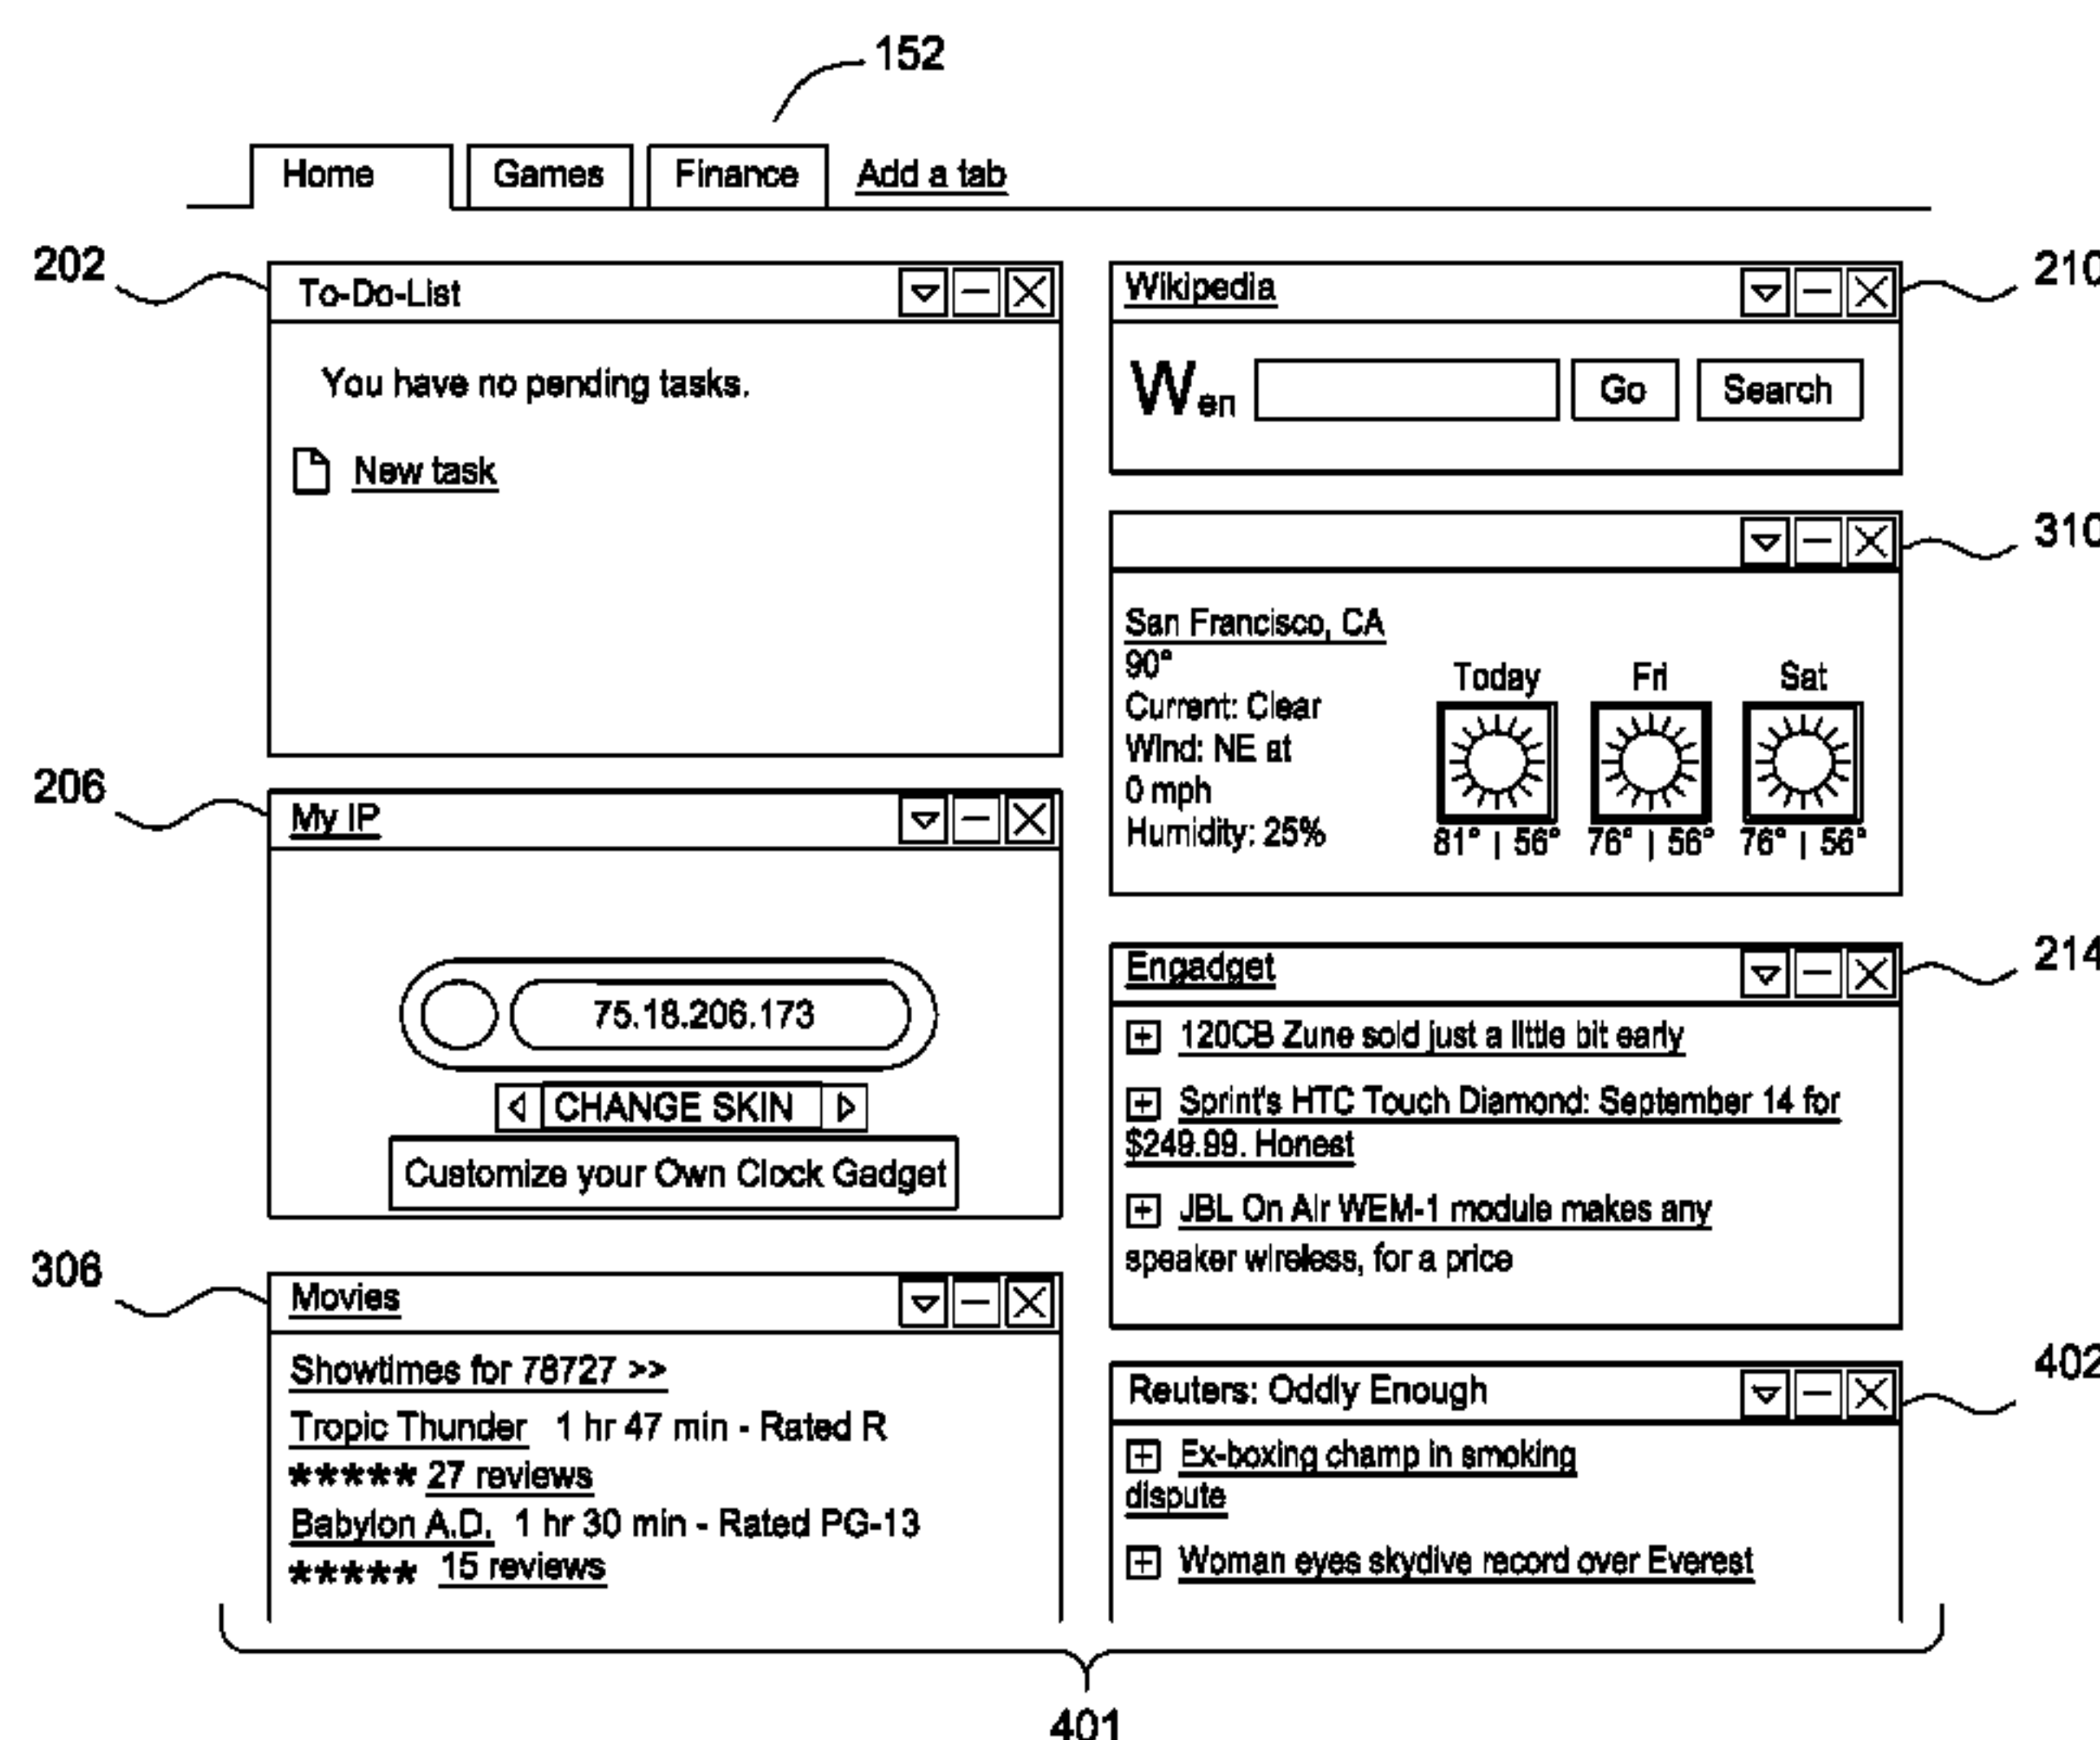 152
Home Games Finance Add a tab
202
To-Do-List
You have no pending tasks.
New task
206
My IP
75.18.206.173
CHANGE SKIN
Customize your Own Clock Gadget
306
Movies
Showtimes for 78727 >>
Tropic Thunder 1 hr 47 min - Rated R
***** 27 reviews
Babylon A.D. 1 hr 30 min - Rated PG-13
***** 15 reviews
Wikipedia
210
Wen Go Search
310
San Francisco, CA
90°
Current: Clear
Wind: NE at
0 mph
Humidity: 25%
Today Fri Sat
81° | 56° 76° | 56° 76° | 56°
Engadget
214
120CB Zune sold just a little bit early
Sprint's HTC Touch Diamond: September 14 for
$249.99. Honest
JBL On Air WEM-1 module makes any
speaker wireless, for a price
402
Reuters: Oddly Enough
Ex-boxing champ in smoking
dispute
Woman eyes skydive record over Everest
401